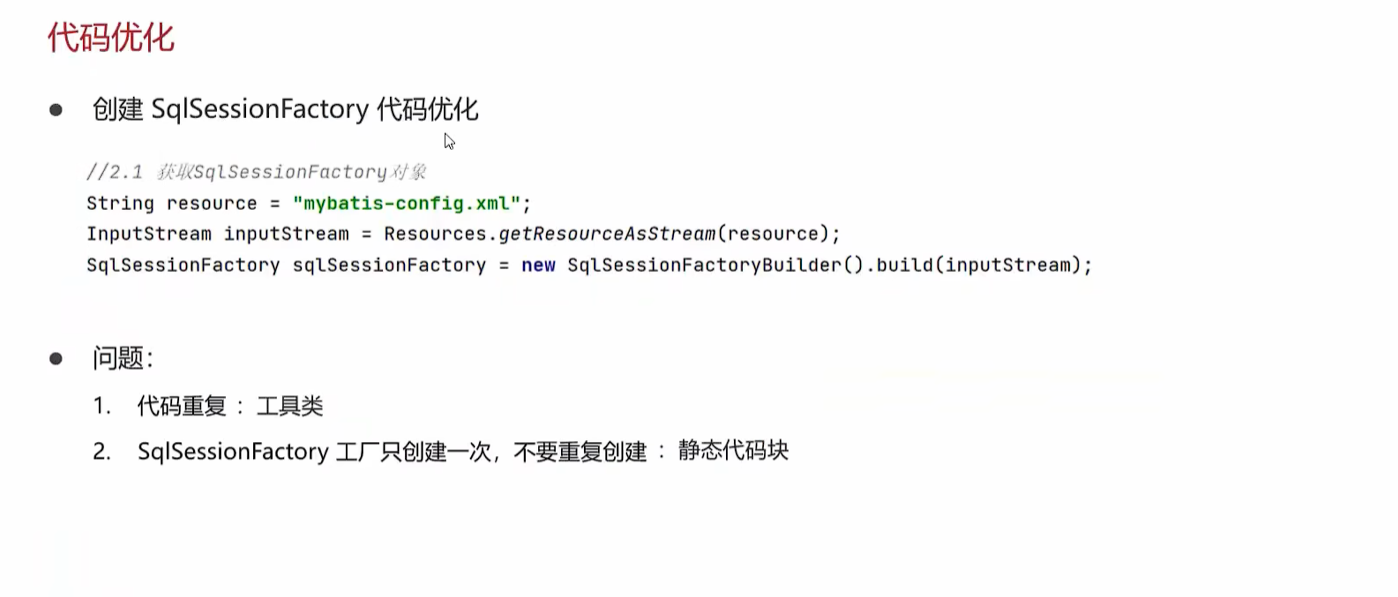 代码优化
● 创建 SqlSessionFactory 代码优化
//2.1 获取SqlSessionFactory对象
String resource = "mybatis-config.xml";
InputStream inputStream = Resources.getResourceAsStream(resource);
SqlSessionFactory sqlSessionFactory = new SqlSessionFactoryBuilder().build(inputStream);
● 问题：
1. 代码重复 ：工具类
2. SqlSessionFactory 工厂只创建一次，不要重复创建 ：静态代码块